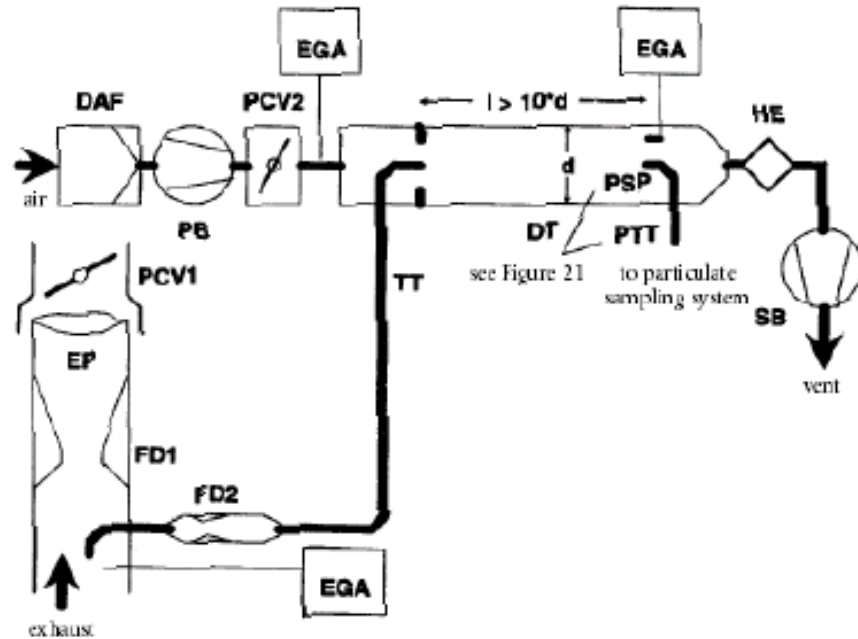 EGA
EGA
DAF
PCV2
l > 10*d
HE
air
d
PSP
PB
DT
PTT
PCV1
see Figure 21
to particulate
sampling system
TT
SB
EP
vent
FD1
FD2
EGA
exhaust